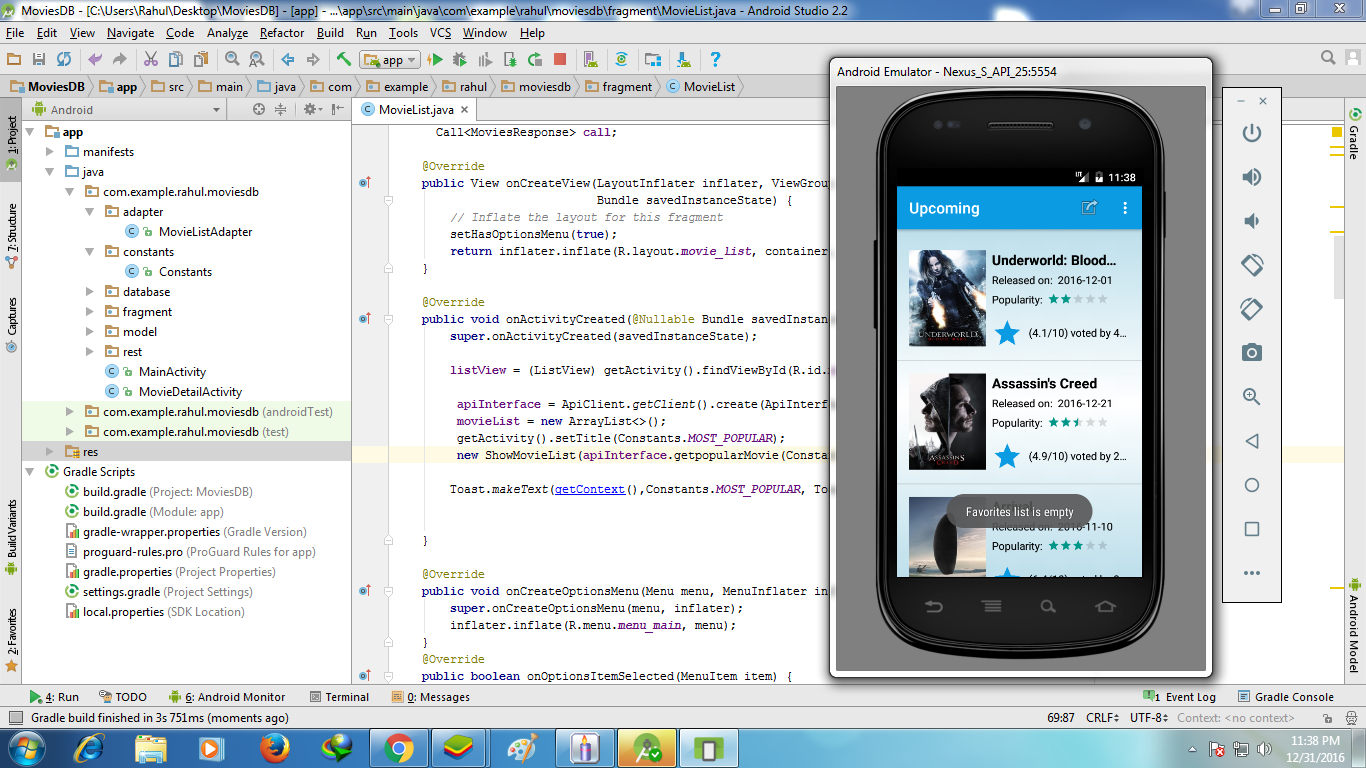 MoviesDB - [C:\Users\Rahul\Desktop\MoviesDB] - [app] - ...\app\src\main\java\com\example\rahul\moviesdb\fragment\MovieList.java - Android Studio 2.2
File Edit View Navigate Code Analyze Refactor Build Run Tools VCS Window Help
app
MoviesDB app src main java com example rahul moviesdb fragment MovieList
1: Project
7: Structure
Captures
Build Variants
2: Favorites
Android
app
manifests
java
com.example.rahul.moviesdb
adapter
MovieListAdapter
constants
Constants
database
fragment
model
rest
MainActivity
MovieDetailActivity
com.example.rahul.moviesdb (androidTest)
com.example.rahul.moviesdb (test)
res
Gradle Scripts
build.gradle (Project: MoviesDB)
build.gradle (Module: app)
gradle-wrapper.properties (Gradle Version)
proguard-rules.pro (ProGuard Rules for app)
gradle.properties (Project Properties)
settings.gradle (Project Settings)
local.properties (SDK Location)
MovieList.java
Call<MoviesResponse> call;
@Override
public View onCreateView(LayoutInflater inflater, ViewGroup
Bundle savedInstanceState) {
// Inflate the layout for this fragment
setHasOptionsMenu(true);
return inflater.inflate(R.layout.movie_list, container
}
@Override
public void onActivityCreated(@Nullable Bundle savedInstan
super.onActivityCreated(savedInstanceState);
listView = (ListView) getActivity().findViewById(R.id.
apiInterface = ApiClient.getClient().create(ApiInterf
movieList = new ArrayList<>();
getActivity().setTitle(Constants.MOST_POPULAR);
new ShowMovieList(apiInterface.getpopularMovie(Consta
Toast.makeText(getContext(),Constants.MOST_POPULAR, To
}
@Override
public void onCreateOptionsMenu(Menu menu, MenuInflater in
super.onCreateOptionsMenu(menu, inflater);
inflater.inflate(R.menu.menu_main, menu);
}
@Override
public boolean onOptionsItemSelected(MenuItem item) {
Android Emulator - Nexus_S_API_25:5554
LTE 11:38
Upcoming
Underworld: Blood...
Released on: 2016-12-01
Popularity:
(4.1/10) voted by 4...
UNDERWORLD
Assassin's Creed
Released on: 2016-12-21
Popularity:
(4.9/10) voted by 2...
ASSASSIN'S CREED
Favorites list is empty
Released on: 2016-11-10
Popularity:
Gradle
Android Model
4: Run TODO 6: Android Monitor Terminal 0: Messages 1 Event Log Gradle Console
Gradle build finished in 3s 751ms (moments ago) 69:87 CRLF UTF-8 Context: <no context>
11:38 PM
12/31/2016